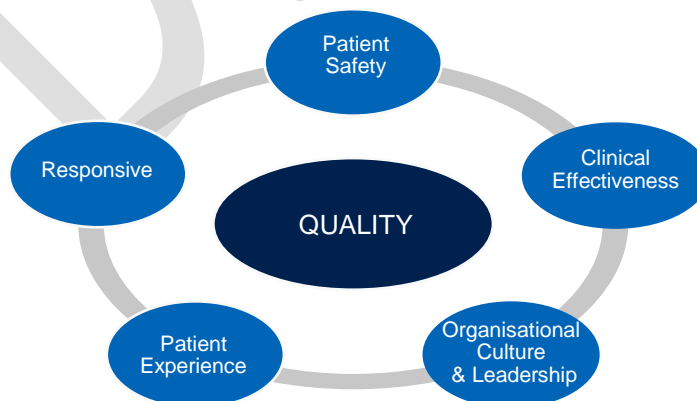 Patient
Safety
Responsive
Clinical
Effectiveness
QUALITY
Patient
Experience
Organisational
Culture
& Leadership